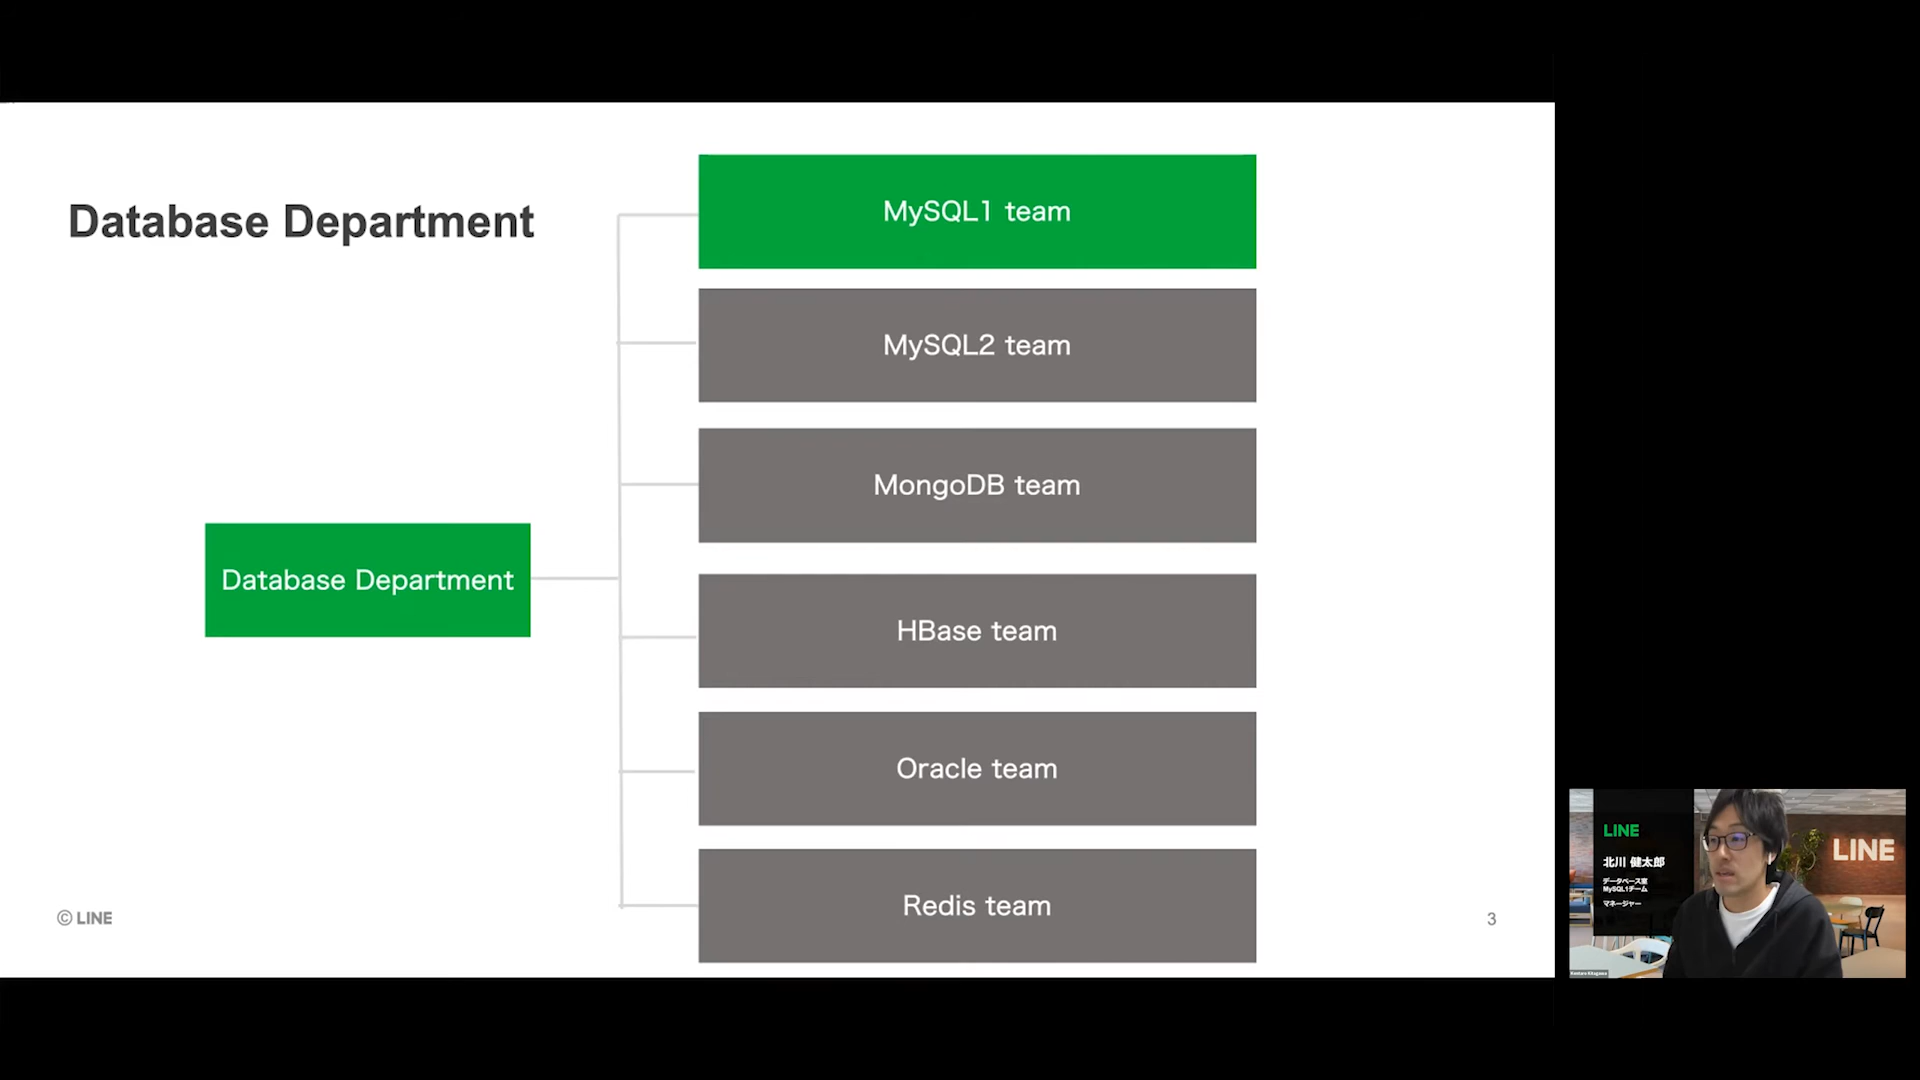 Database Department
Database Department
MySQL1 team
MySQL2 team
MongoDB team
HBase team
Oracle team
Redis team
© LINE
3
LINE
北川 健太郎
データベース室
MySQL1チーム
マネージャー
LINE
Kentaro Kitagawa